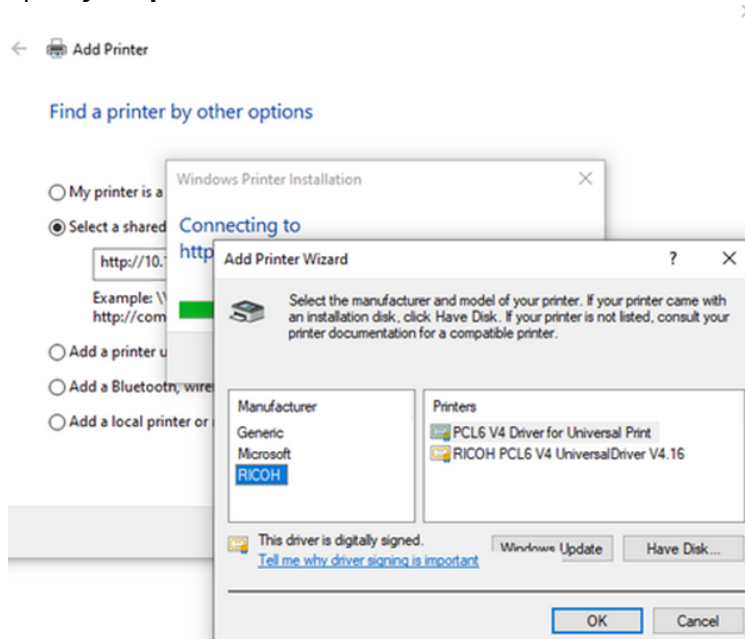 Add Printer
Find a printer by other options
My printer is a
Select a shared
http://10.
Example: \\
http://com
Add a printer u
Add a Bluetooth, wire
Add a local printer or
Windows Printer Installation
Connecting to
http
Add Printer Wizard
?
Select the manufacturer and model of your printer. If your printer came with
an installation disk, click Have Disk. If your printer is not listed, consult your
printer documentation for a compatible printer.
Manufacturer
Generic
Microsoft
RICOH
Printers
PCL6 V4 Driver for Universal Print
RICOH PCL6 V4 UniversalDriver V4.16
This driver is digitally signed.
Tell me why driver signing is important
Windows Update
Have Disk...
OK
Cancel